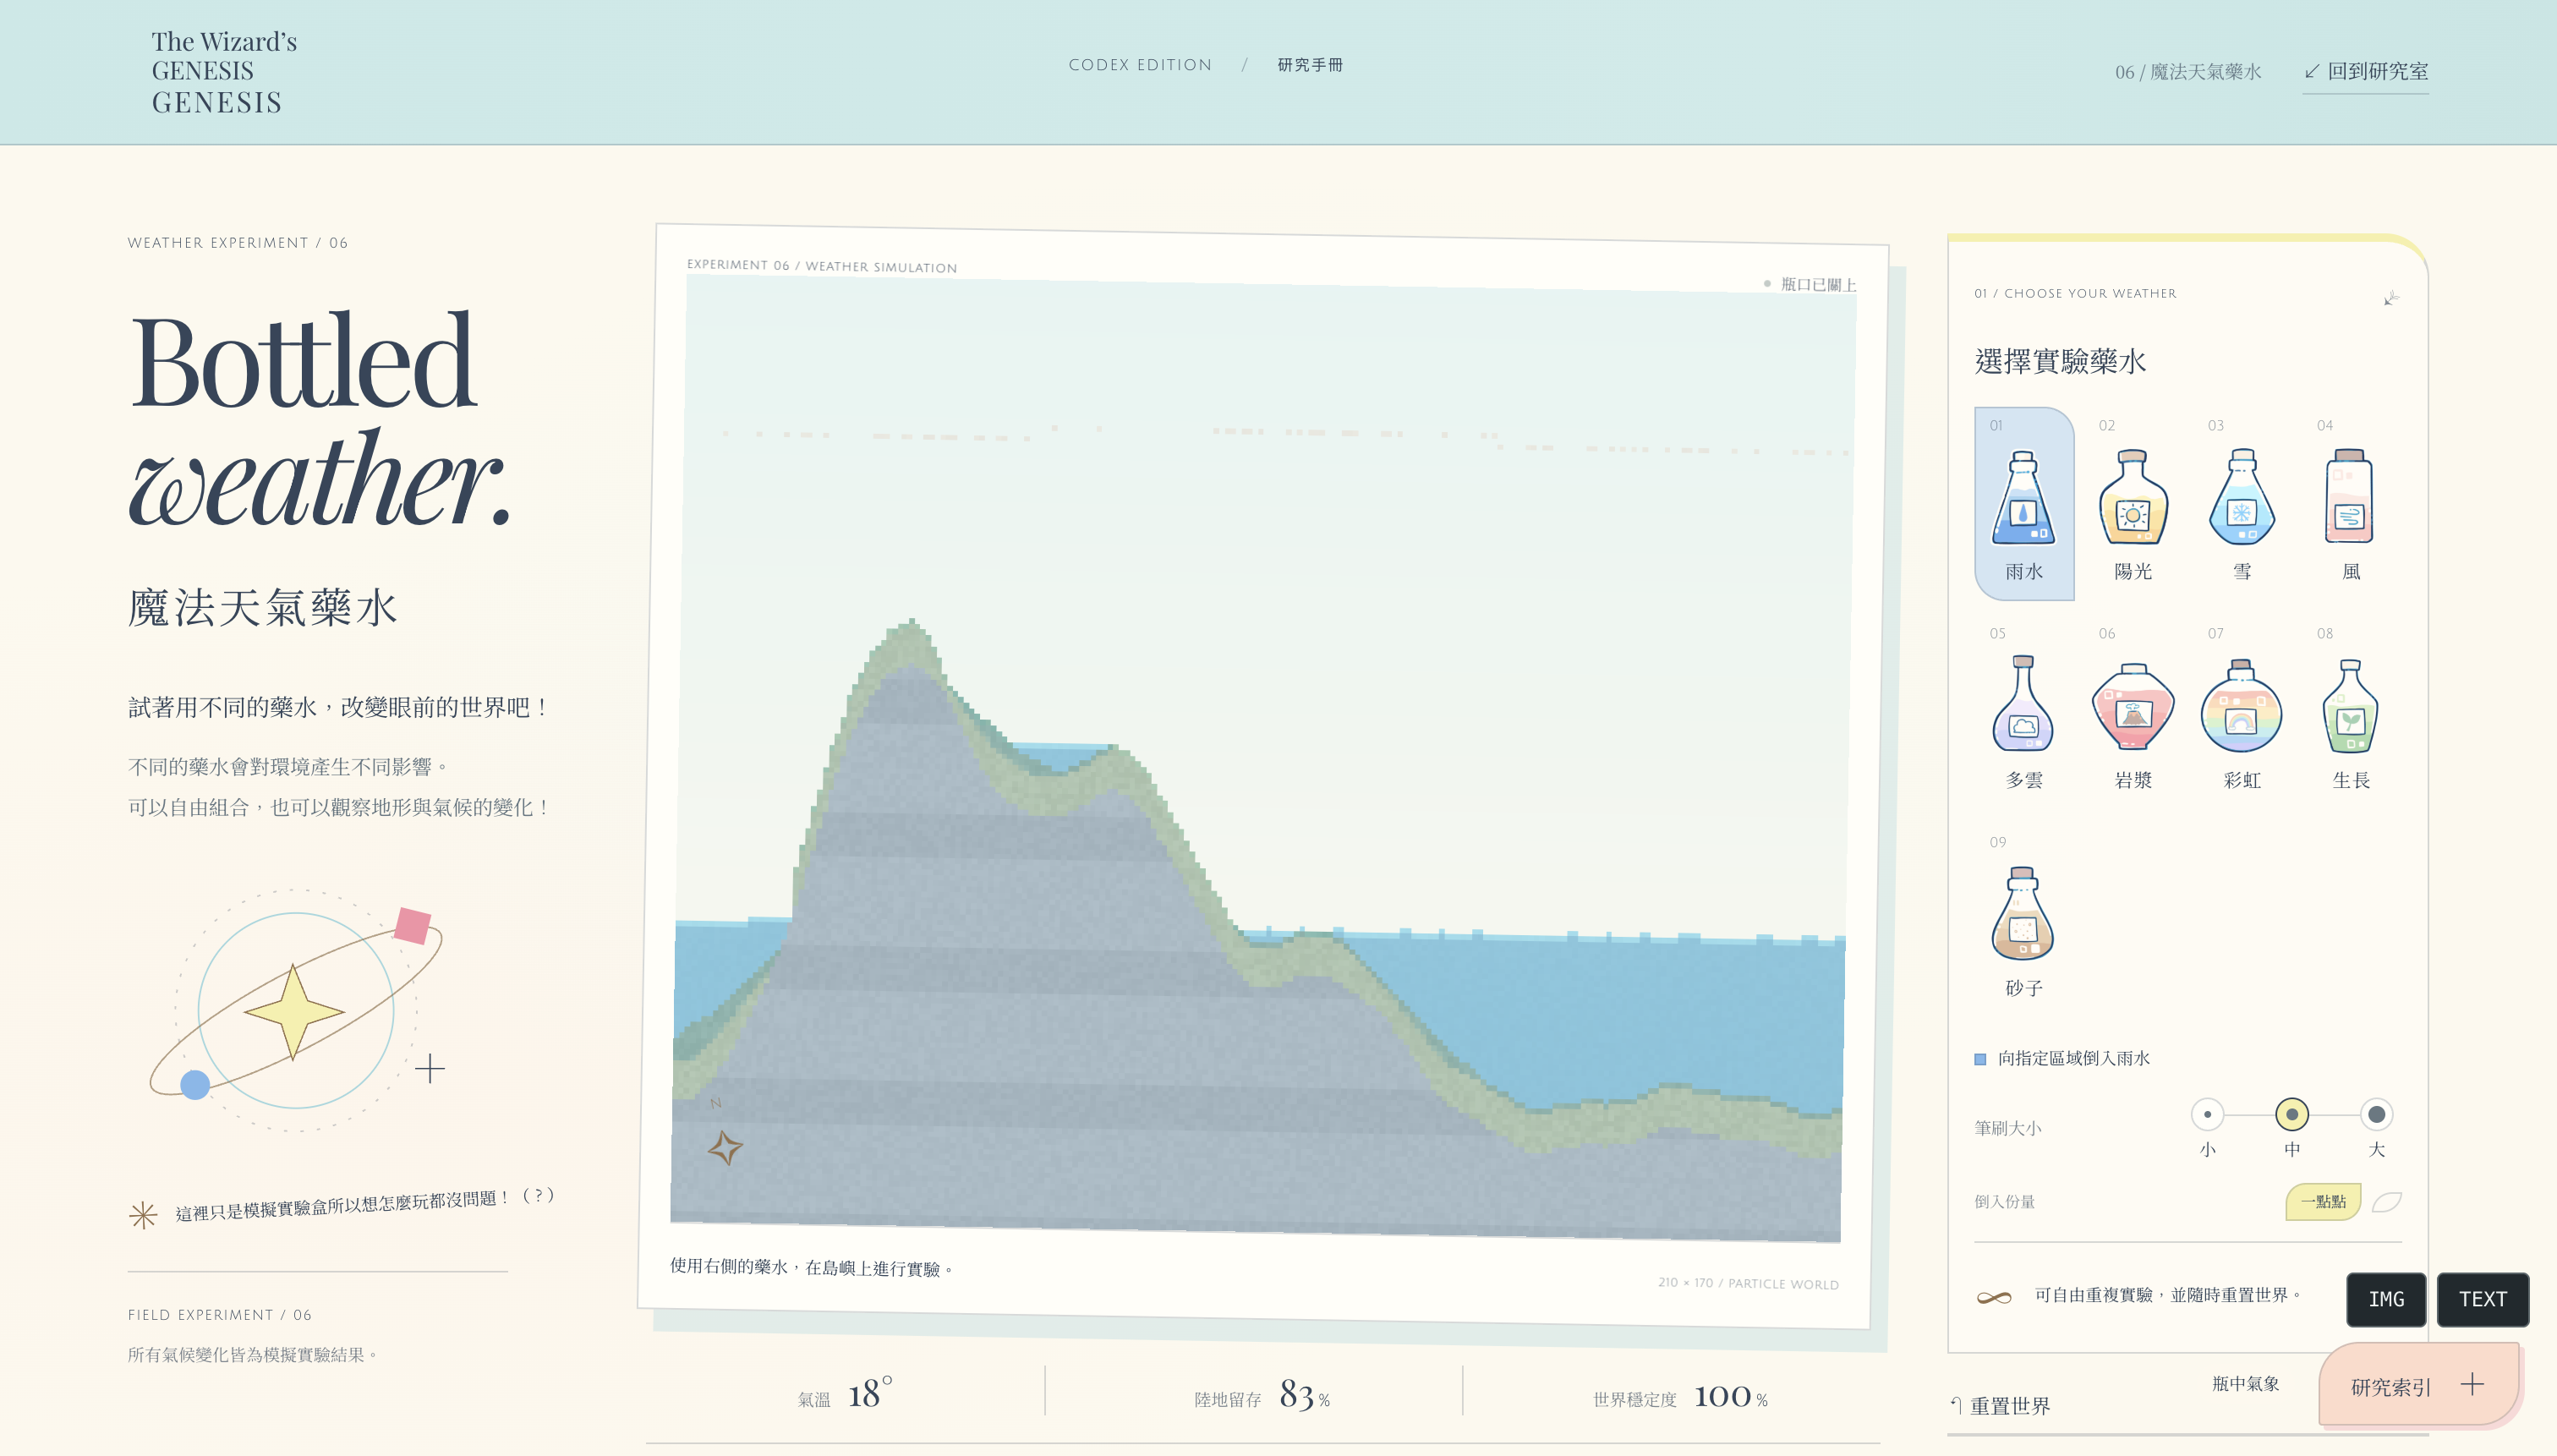 The Wizard's
GENESIS
GENESIS
CODEX EDITION / 研究手冊
06 / 魔法天氣藥水
↙ 回到研究室
WEATHER EXPERIMENT / 06
Bottled
weather.
魔法天氣藥水
試著用不同的藥水，改變眼前的世界吧！
不同的藥水會對環境產生不同影響。
可以自由組合，也可以觀察地形與氣候的變化！
這裡只是模擬實驗盒所以想怎麼玩都沒問題！（？）
FIELD EXPERIMENT / 06
所有氣候變化皆為模擬實驗結果。
EXPERIMENT 06 / WEATHER SIMULATION
瓶口已關上
N
使用右側的藥水，在島嶼上進行實驗。
210 × 170 / PARTICLE WORLD
氣溫 18°
陸地留存 83%
世界穩定度 100%
01 / CHOOSE YOUR WEATHER
選擇實驗藥水
01
雨水
02
陽光
03
雪
04
風
05
多雲
06
岩漿
07
彩虹
08
生長
09
砂子
向指定區域倒入雨水
筆刷大小
小
中
大
倒入份量
一點點
可自由重複實驗，並隨時重置世界。
IMG
TEXT
瓶中氣象
研究索引
重置世界